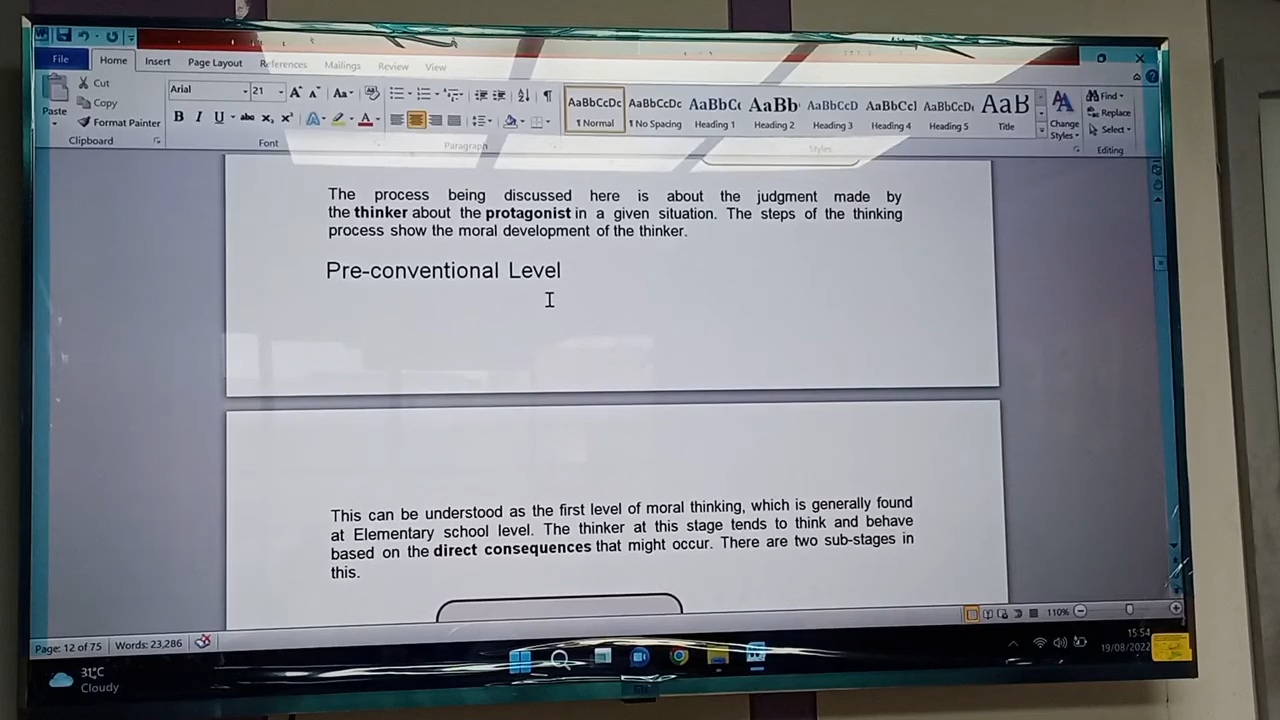 File Home Insert Page Layout References Mailings Review View
Paste
Cut
Copy
Format Painter
Clipboard
Arial 21
Font
Paragraph
AaBbCcDc AaBbCcDc AaBbC AaBb AaBbCcD AaBbCcI AaBbCcD AaB
¶ Normal ¶ No Spacing Heading 1 Heading 2 Heading 3 Heading 4 Heading 5 Title
Styles
Change Styles
Find
Replace
Select
Editing
The process being discussed here is about the judgment made by
the thinker about the protagonist in a given situation. The steps of the thinking
process show the moral development of the thinker.
Pre-conventional Level
This can be understood as the first level of moral thinking, which is generally found
at Elementary school level. The thinker at this stage tends to think and behave
based on the direct consequences that might occur. There are two sub-stages in
this.
Page: 12 of 75 Words: 23,286
110%
31°C
Cloudy
15:54
19/08/2022
mi